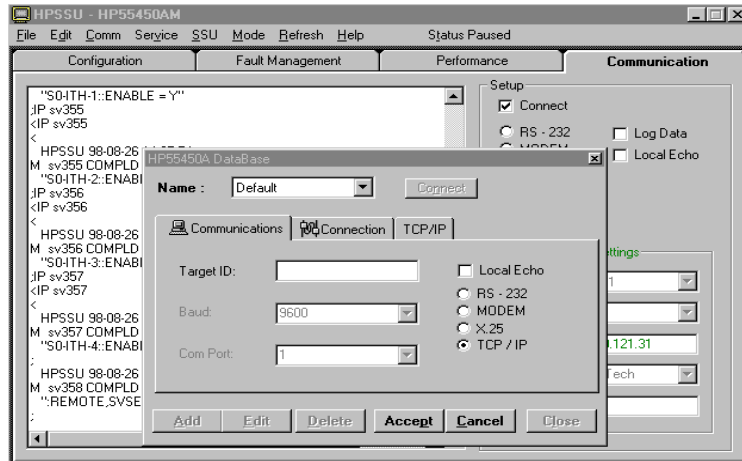 HPSSU - HP55450AM
File Edit Comm Service SSU Mode Refresh Help Status Paused
Configuration Fault Management Performance Communication
"S0-ITH-1::ENABLE = Y"
;IP sv355
<IP sv355
<
HPSSU 98-08-26
M sv355 COMPLD
"S0-ITH-2::ENABL
;IP sv356
<IP sv356
<
HPSSU 98-08-26
M sv356 COMPLD
"S0-ITH-3::ENABI
;IP sv357
<IP sv357
<
HPSSU 98-08-26
M sv357 COMPLD
"S0-ITH-4::ENABL
;
HPSSU 98-08-26
M sv358 COMPLD
":REMOTE,SVSE
;
Setup
Connect
RS - 232
MODEM
Log Data
Local Echo
ettings
1
.121.31
Tech
HP55450A DataBase
Name : Default Connect
Communications Connection TCP/IP
Target ID:
Baud: 9600
Com Port: 1
Local Echo
RS - 232
MODEM
X.25
TCP / IP
Add Edit Delete Accept Cancel Close